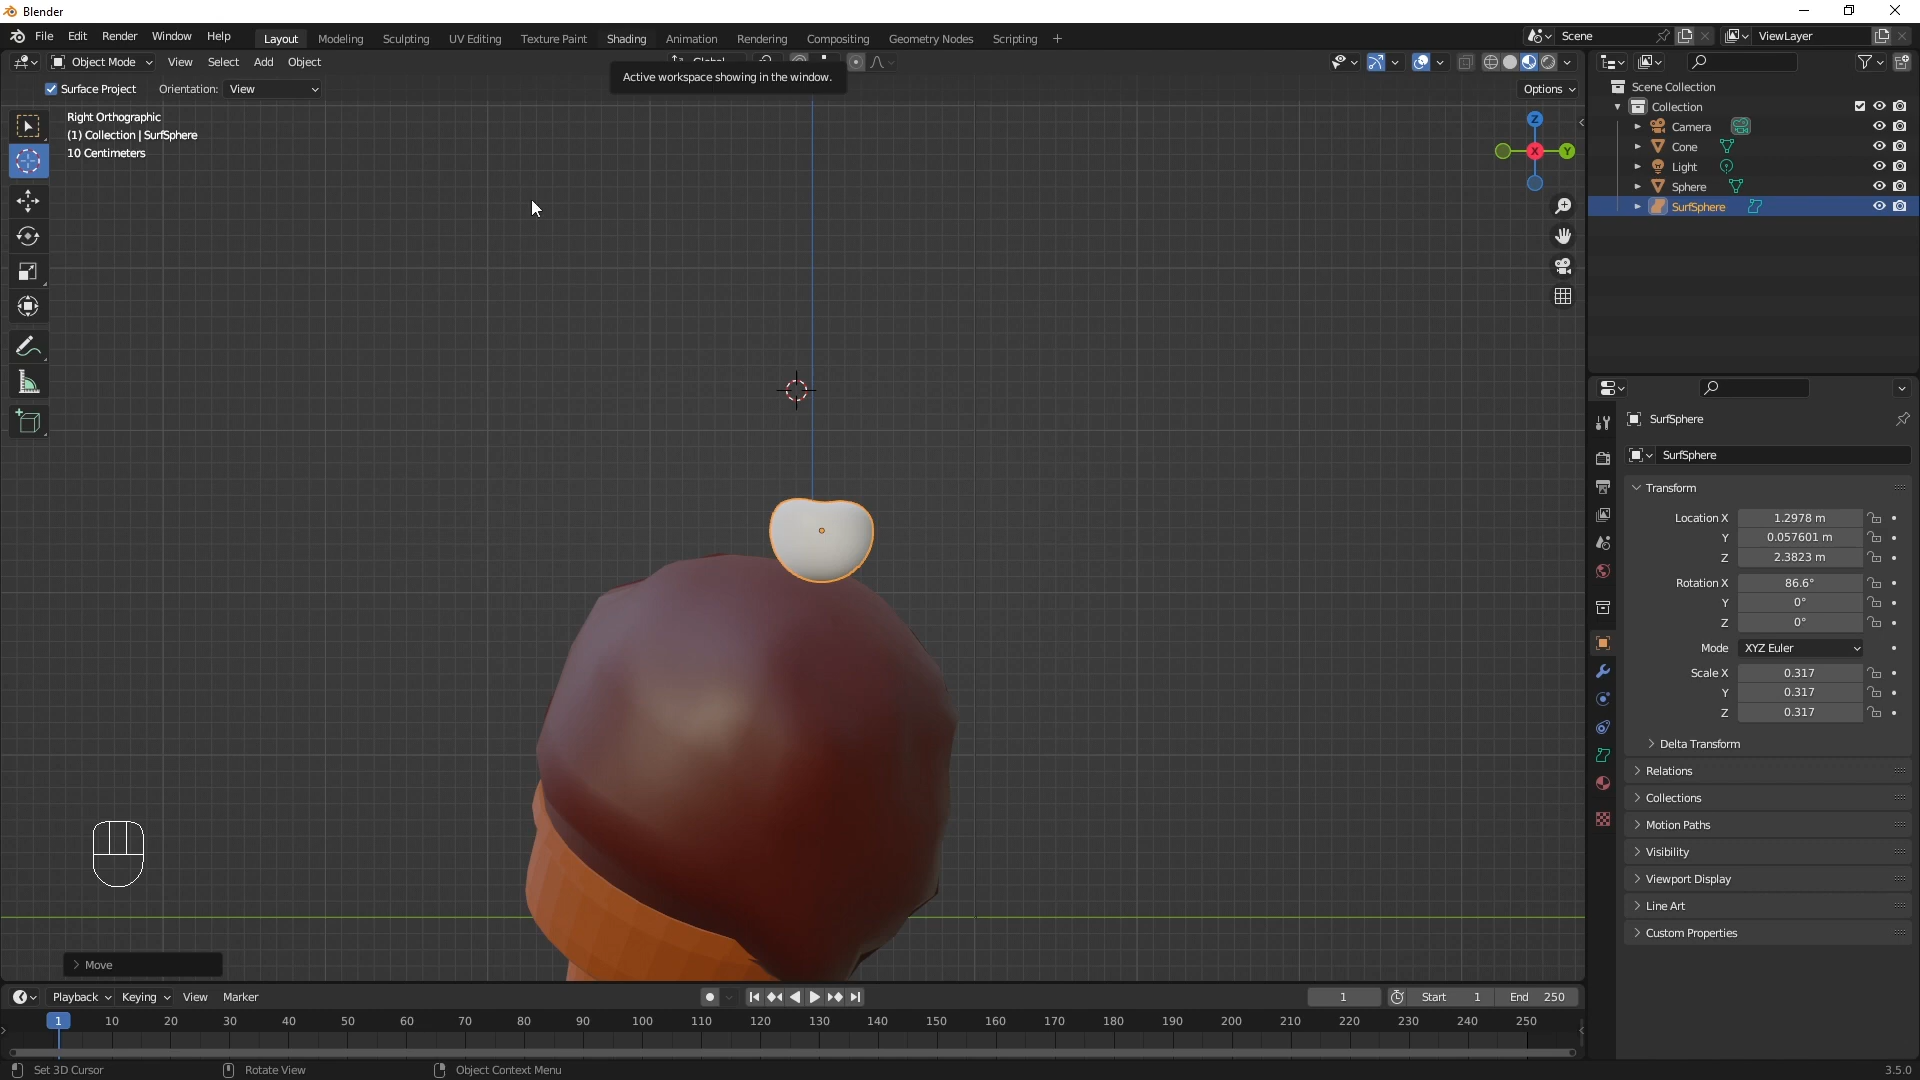 Blender
File Edit Render Window Help Layout Modeling Sculpting UV Editing Texture Paint Shading Animation Rendering Compositing Geometry Nodes Scripting + Scene ViewLayer
Object Mode View Select Add Object Global
Active workspace showing in the window.
Surface Project Orientation: View Options
Right Orthographic
(1) Collection | SurfSphere
10 Centimeters
Z
X
Y
Scene Collection
Collection
Camera
Cone
Light
Sphere
SurfSphere
SurfSphere
SurfSphere
Transform
Location X 1.2978 m
Y 0.057601 m
Z 2.3823 m
Rotation X 86.6°
Y 0°
Z 0°
Mode XYZ Euler
Scale X 0.317
Y 0.317
Z 0.317
Delta Transform
Relations
Collections
Motion Paths
Visibility
Viewport Display
Line Art
Custom Properties
Move
Playback Keying View Marker 1 Start 1 End 250
1 10 20 30 40 50 60 70 80 90 100 110 120 130 140 150 160 170 180 190 200 210 220 230 240 250
Set 3D Cursor Rotate View Object Context Menu 3.5.0